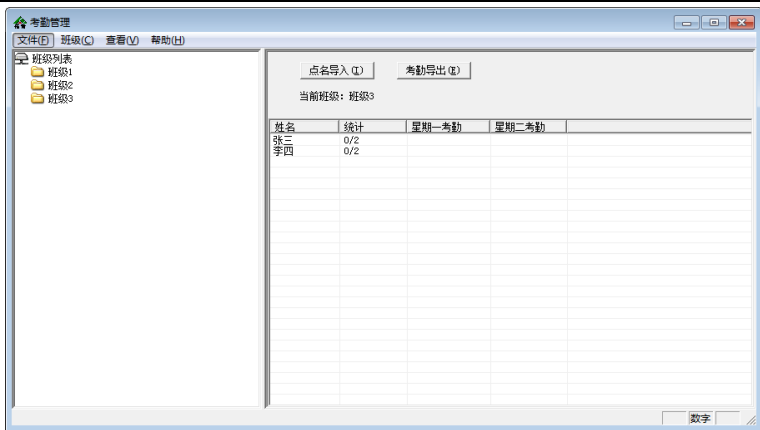 考勤管理
文件(F) 班级(C) 查看(V) 帮助(H)
班级列表
班级1
班级2
班级3
点名导入(I) 考勤导出(E)
当前班级: 班级3
姓名 统计 星期一考勤 星期二考勤
张三 0/2
李四 0/2
数字